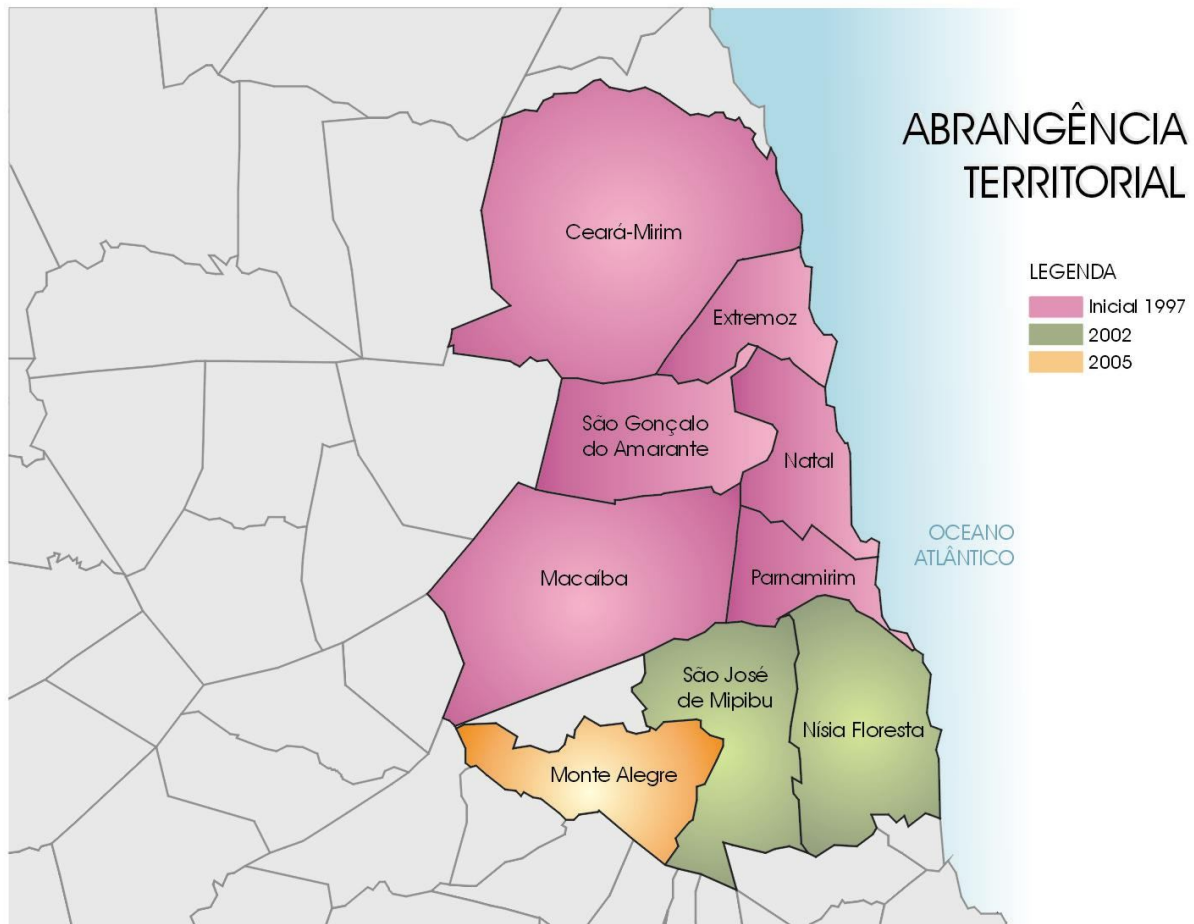 ABRANGÊNCIA
TERRITORIAL
LEGENDA
Inicial 1997
2002
2005
Ceará-Mirim
Extremoz
São Gonçalo
do Amarante
Natal
Macaíba
Parnamirim
OCEANO
ATLÂNTICO
São José
de Mipibu
Nísia Floresta
Monte Alegre